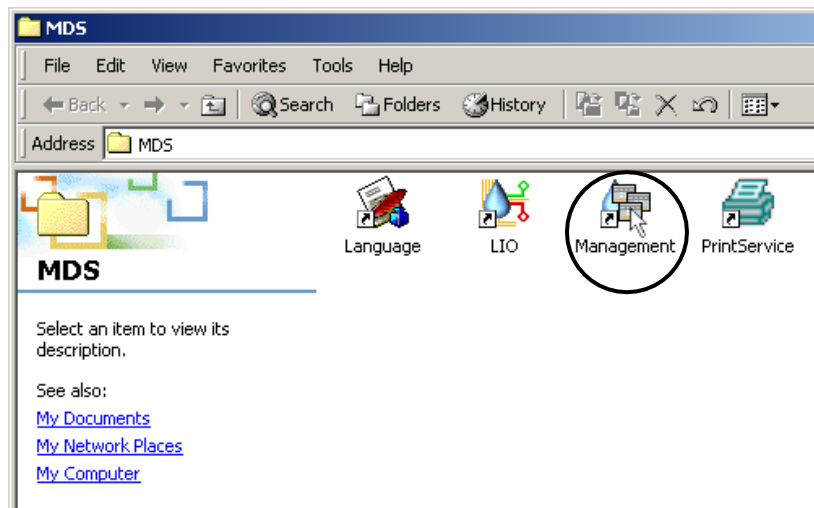 MDS
File Edit View Favorites Tools Help
Back Search Folders History
Address MDS
Language LIO Management PrintService
MDS
Select an item to view its
description.
See also:
My Documents
My Network Places
My Computer